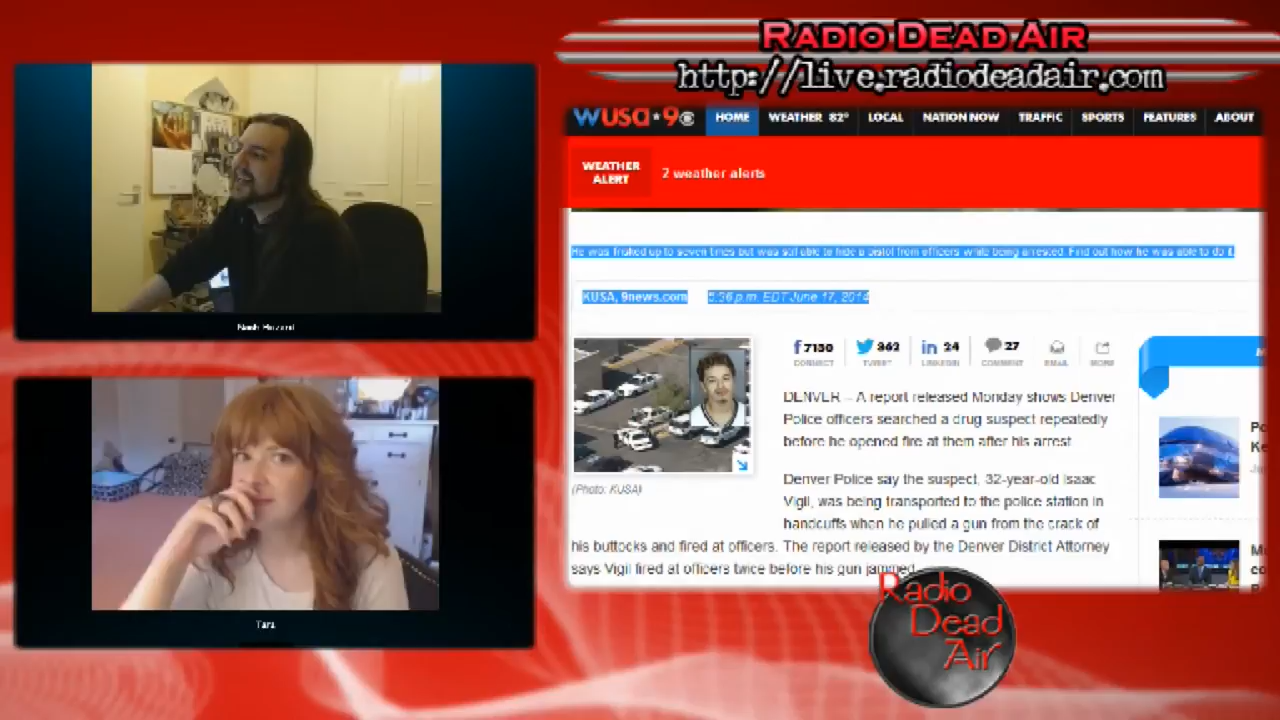 RADIO DEAD AIR
http://live.radiodeadair.com
WUSA★9
HOME WEATHER 82° LOCAL NATION NOW TRAFFIC SPORTS FEATURES ABOUT
WEATHER
ALERT
2 weather alerts
He was frisked up to seven times but was still able to hide a pistol from officers while being arrested. Find out how he was able to do it.
KUSA, 9news.com 5:36 p.m. EDT June 17, 2014
7130
CONNECT
362
TWEET
24
LINKEDIN
27
COMMENT
EMAIL
MORE
DENVER – A report released Monday shows Denver
Police officers searched a drug suspect repeatedly
before he opened fire at them after his arrest.
(Photo: KUSA)
Denver Police say the suspect, 32-year-old Isaac
Vigil, was being transported to the police station in
handcuffs when he pulled a gun from the crack of
his buttocks and fired at officers. The report released by the Denver District Attorney
says Vigil fired at officers twice before his gun jammed.
Tara
Radio
Dead
Air